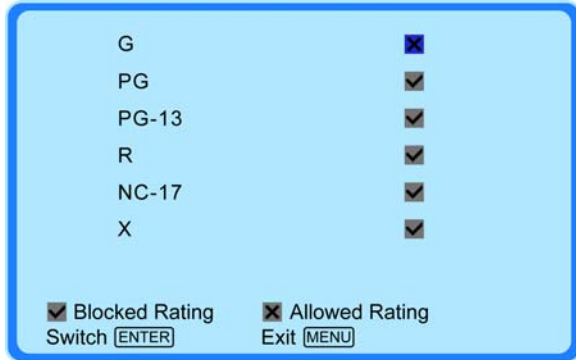 G
PG
PG-13
R
NC-17
X
Blocked Rating Allowed Rating
Switch ENTER Exit MENU